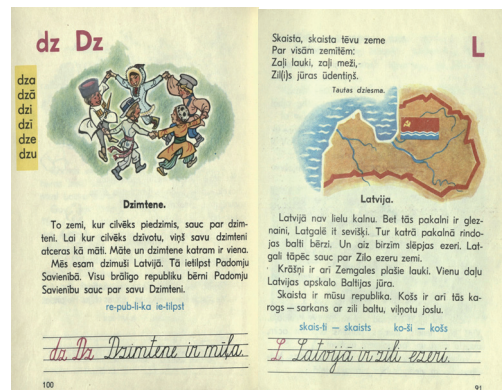 dz Dz
dza
dzā
dzi
dzī
dze
dzu
Dzimtene.
To zemi, kur cilvēks piedzimis, sauc par dzim-
teni. Lai kur cilvēks dzīvotu, viņš savu dzimteni
atceras kā māti. Māte un dzimtene katram ir viena.
Mēs esam dzimuši Latvijā. Tā ietilpst Padomju
Savienībā. Visu brālīgo republiku bērni Padomju
Savienību sauc par savu Dzimteni.
re-pub-li-ka ie-tilpst
dz Dz Dzimtene ir mīļa.
100
L
Skaista, skaista tēvu zeme
Par visām zemītēm:
Zaļi lauki, zaļi meži,
Zil(i)s jūras ūdentiņš.
Tautas dziesma.
Latvija.
Latvijā nav lielu kalnu. Bet tās pakalni ir glez-
naini, Latgalē it sevišķi. Tur katrā pakalnā rindo-
jas balti bērzi. Un aiz birzīm slēpjas ezeri. Lat-
gali tāpēc sauc par Zilo ezeru zemi.
Krāšņi ir arī Zemgales plašie lauki. Vienu daļu
Latvijas apskalo Baltijas jūra.
Skaista ir mūsu republika. Košs ir arī tās ka-
rogs — sarkans ar zili baltu, viļņotu joslu.
skais-ti — skaists ko-ši — košs
L Latvijā ir zili ezeri.
91